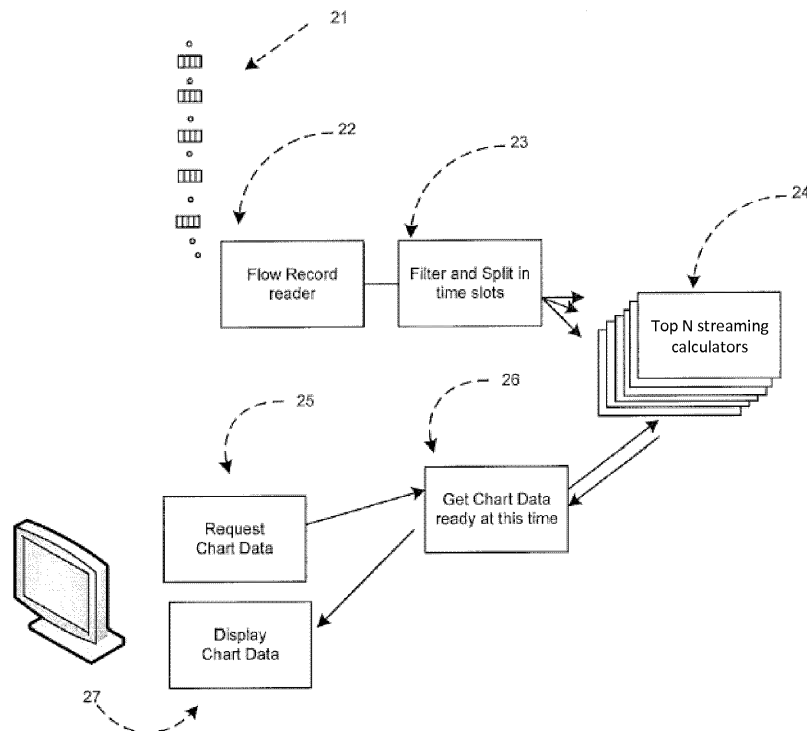 21
22
23
24
Flow Record
reader
Filter and Split in
time slots
Top N streaming
calculators
25
26
Request
Chart Data
Get Chart Data
ready at this time
Display
Chart Data
27